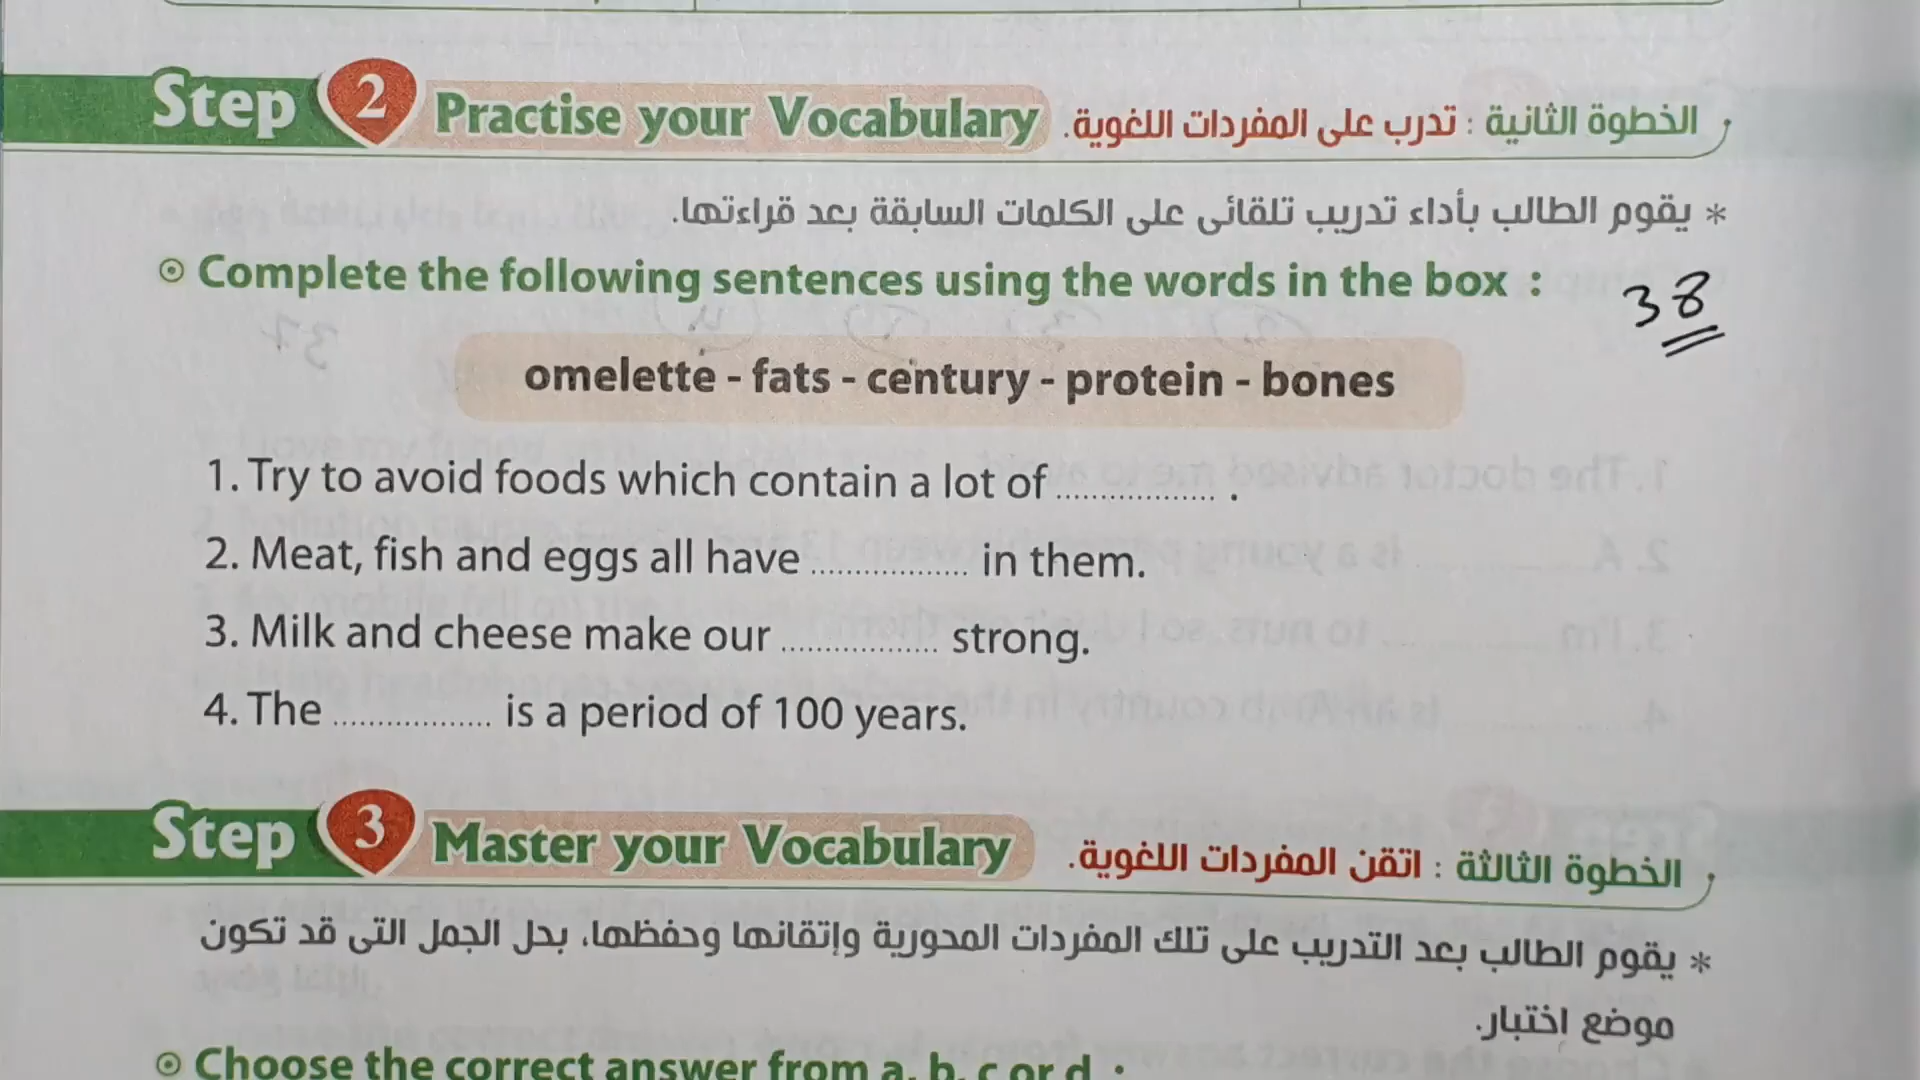 Step 2 Practise your Vocabulary الخطوة الثانية : تدرب على المفردات اللغوية.
* يقوم الطالب بأداء تدريب تلقائى على الكلمات السابقة بعد قراءتها.
Complete the following sentences using the words in the box :
38
omelette - fats - century - protein - bones
1. Try to avoid foods which contain a lot of ................. .
2. Meat, fish and eggs all have ................. in them.
3. Milk and cheese make our ................. strong.
4. The ................. is a period of 100 years.
Step 3 Master your Vocabulary الخطوة الثالثة : اتقن المفردات اللغوية.
* يقوم الطالب بعد التدريب على تلك المفردات المحورية وإتقانها وحفظها، بحل الجمل التى قد تكون
موضع إختبار.
Choose the correct answer from a, b, c or d :